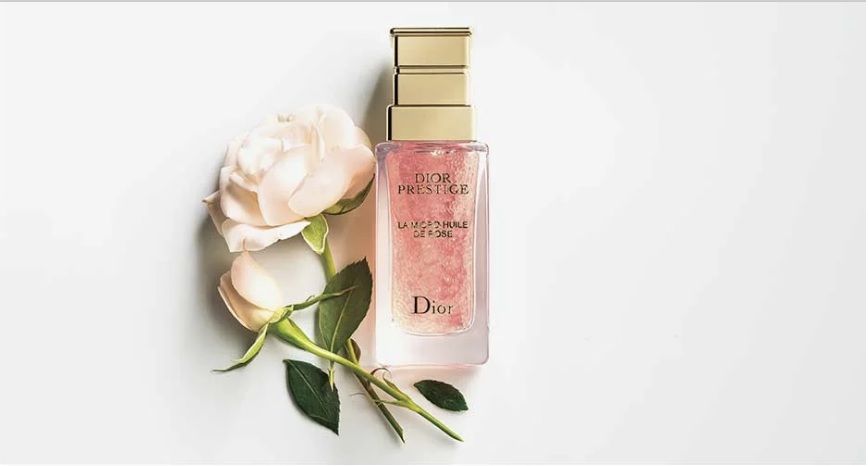 DIOR
PRESTIGE
LA MICRO-HUILE
DE ROSE
Dior